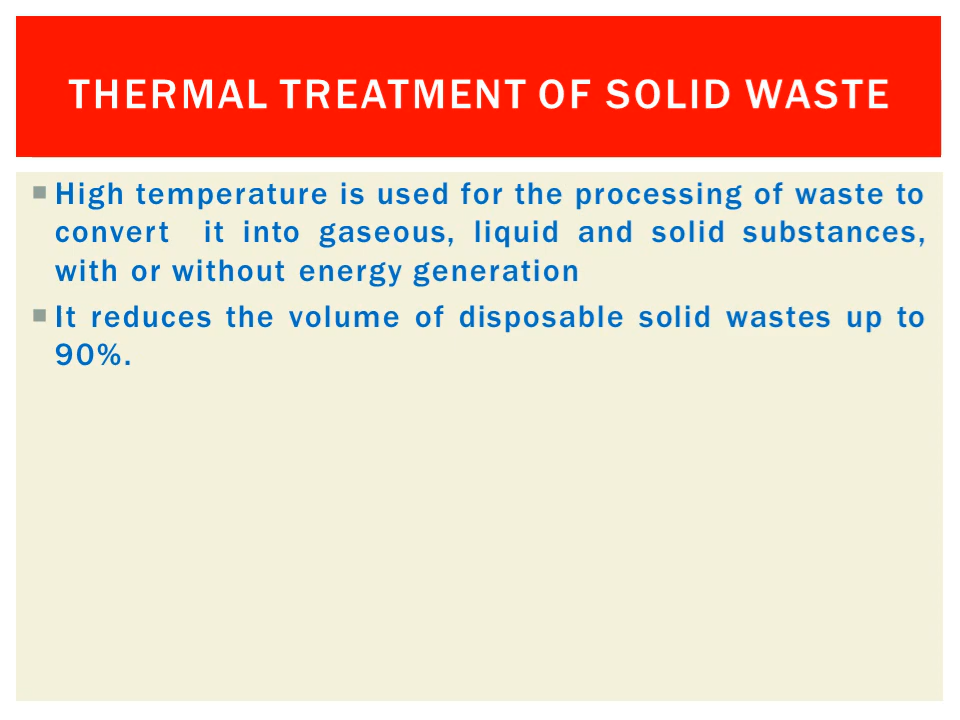 THERMAL TREATMENT OF SOLID WASTE
High temperature is used for the processing of waste to
convert it into gaseous, liquid and solid substances,
with or without energy generation
It reduces the volume of disposable solid wastes up to
90%.